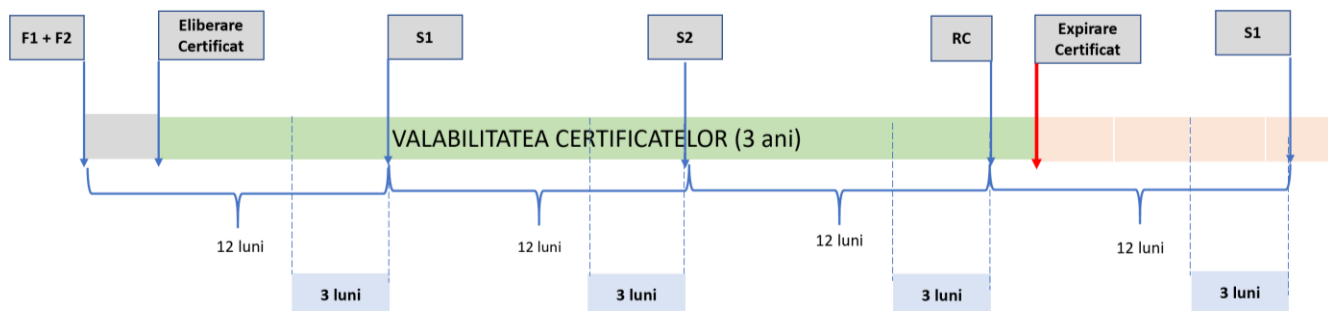 F1 + F2
Eliberare
Certificat
S1
S2
RC
Expirare
Certificat
S1
VALABILITATEA CERTIFICATELOR (3 ani)
12 luni
12 luni
12 luni
12 luni
3 luni
3 luni
3 luni
3 luni